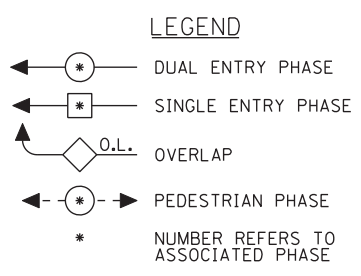 LEGEND
* DUAL ENTRY PHASE
* SINGLE ENTRY PHASE
O.L. OVERLAP
* PEDESTRIAN PHASE
* NUMBER REFERS TO
ASSOCIATED PHASE